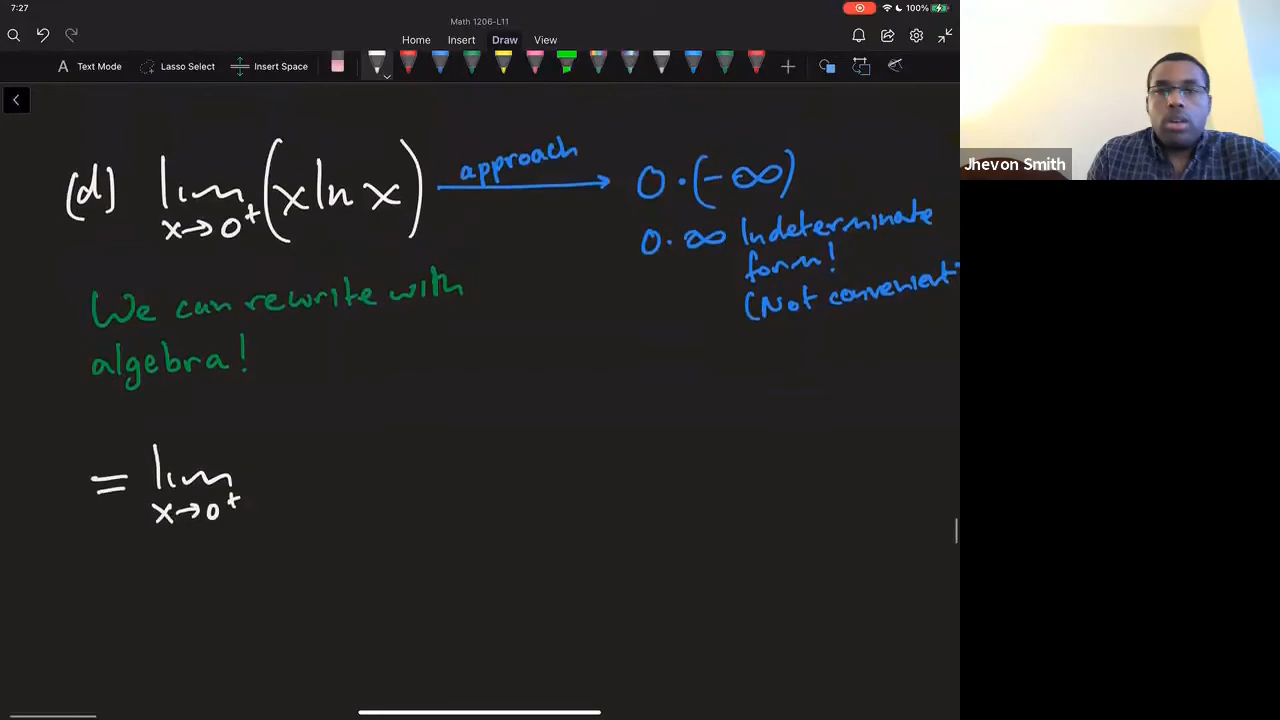 7:27
100%
Math 1206-L11
Home Insert Draw View
Text Mode Lasso Select Insert Space
Jhevon Smith
(d) lim x→0⁺ (x ln x) approach 0·(-∞)
0·∞ Indeterminate
form!
(Not convenient
We can rewrite with
algebra!
= lim
x→0⁺